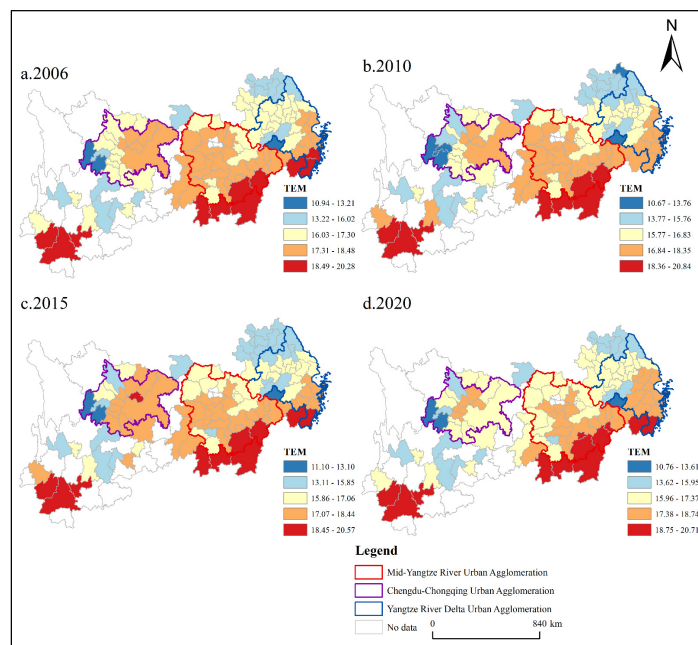 N
a.2006
TEM
10.94 - 13.21
13.22 - 16.02
16.03 - 17.30
17.31 - 18.48
18.49 - 20.28
b.2010
TEM
10.67 - 13.76
13.77 - 15.76
15.77 - 16.83
16.84 - 18.35
18.36 - 20.84
c.2015
TEM
11.10 - 13.10
13.11 - 15.85
15.86 - 17.06
17.07 - 18.44
18.45 - 20.57
d.2020
TEM
10.76 - 13.61
13.62 - 15.95
15.96 - 17.37
17.38 - 18.74
18.75 - 20.71
Legend
Mid-Yangtze River Urban Agglomeration
Chengdu-Chongqing Urban Agglomeration
Yangtze River Delta Urban Agglomeration
No data
0 840 km